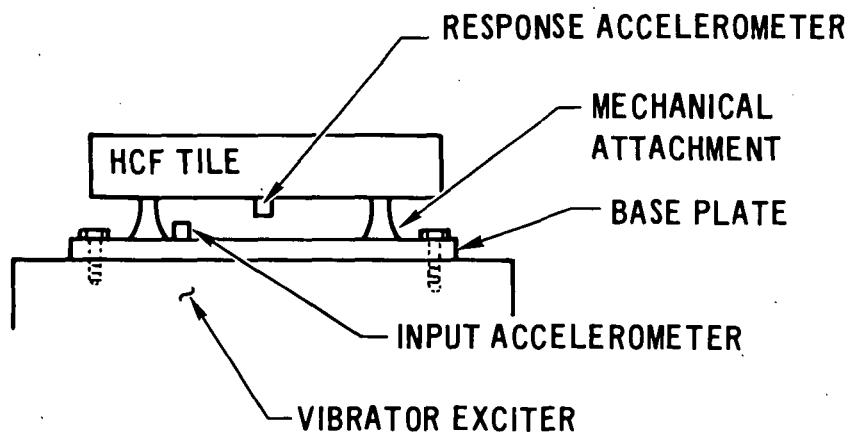 RESPONSE ACCELEROMETER
MECHANICAL
ATTACHMENT
HCF TILE
BASE PLATE
INPUT ACCELEROMETER
VIBRATOR EXCITER